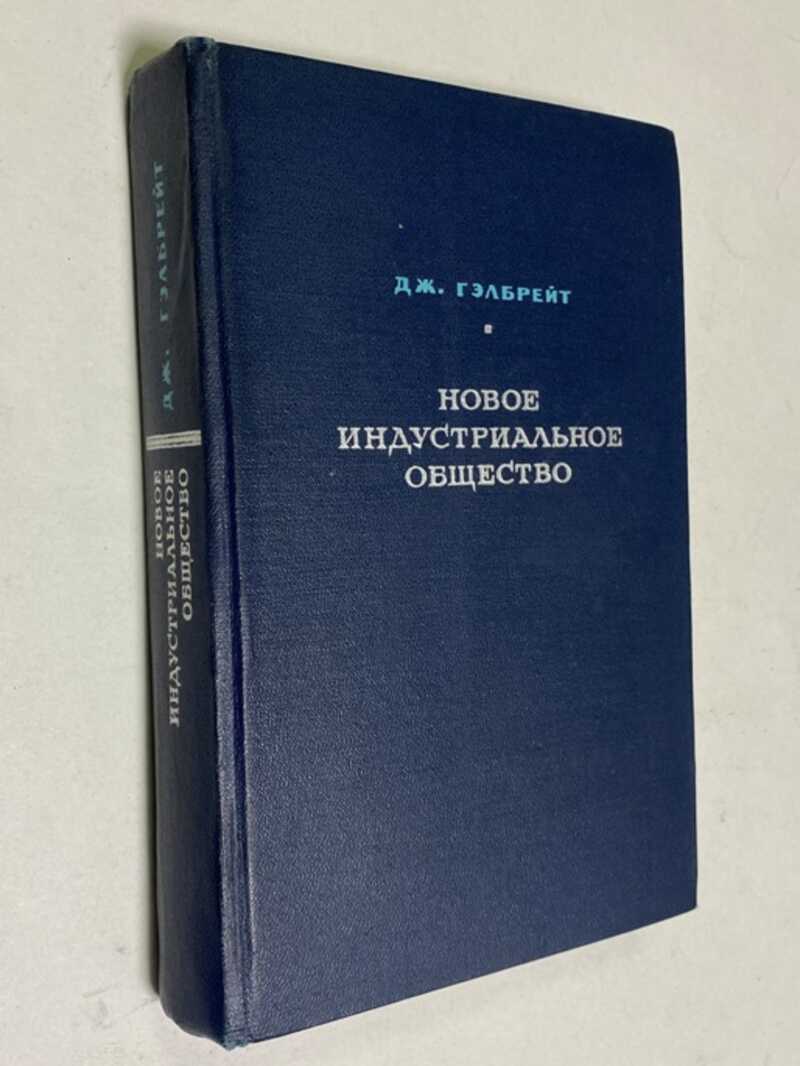 ДЖ. ГЭЛБРЕЙТ
НОВОЕ
ИНДУСТРИАЛЬНОЕ
ОБЩЕСТВО
ДЖ. ГЭЛБРЕЙТ
НОВОЕ
ИНДУСТРИАЛЬНОЕ
ОБЩЕСТВО